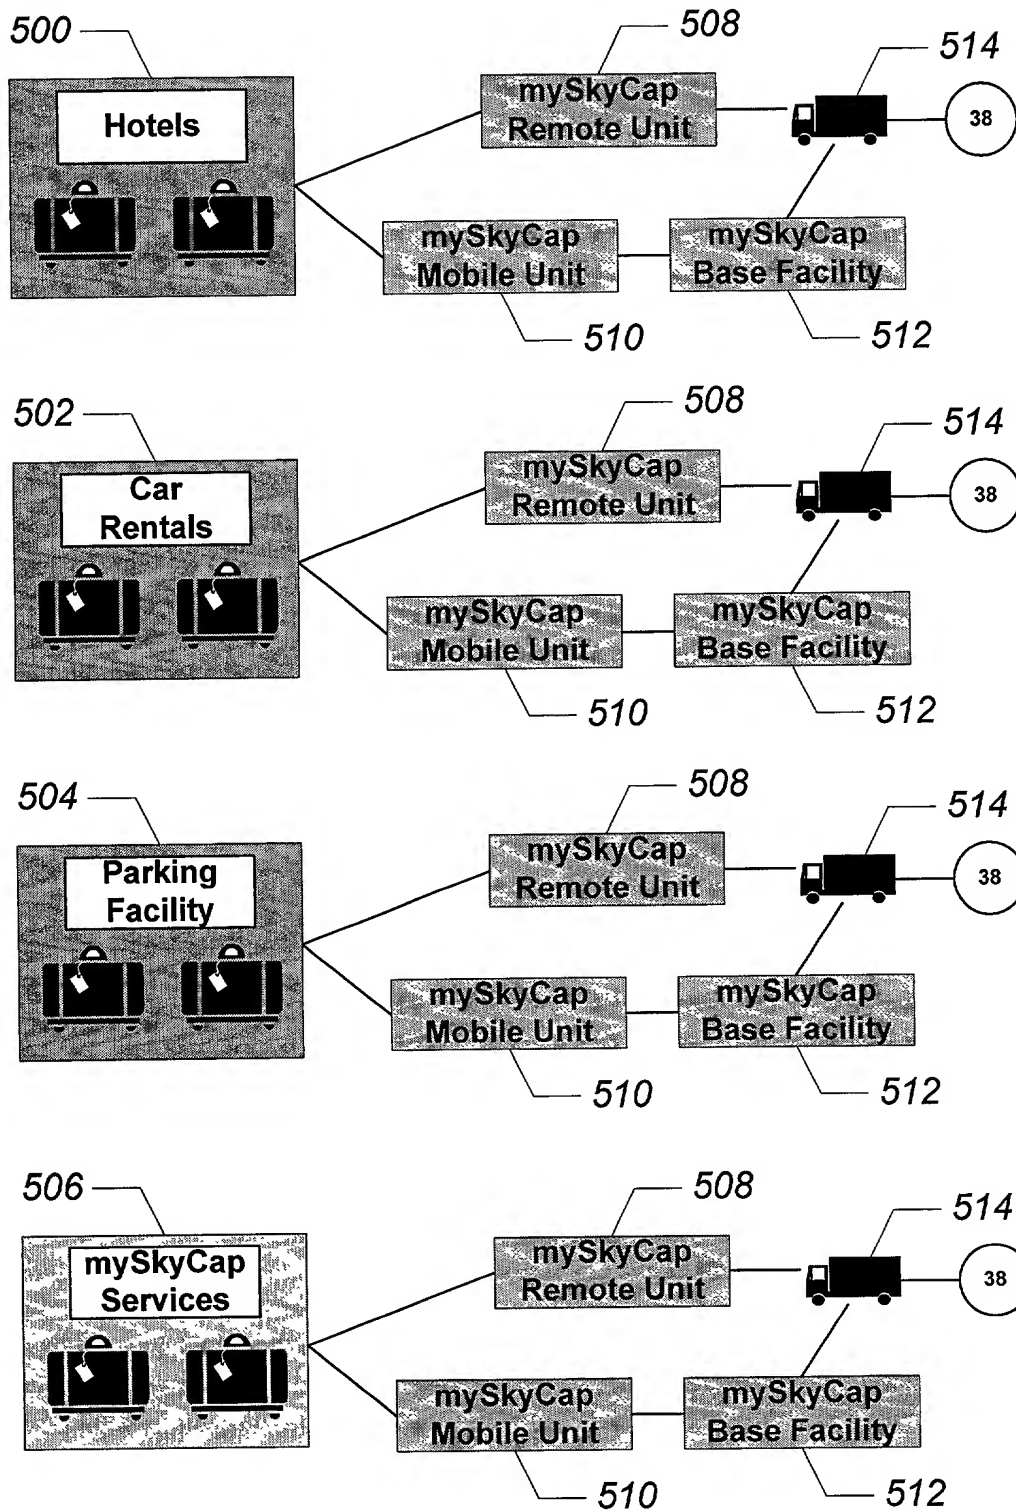 500
508
514
Hotels
mySkyCap
Remote Unit
38
mySkyCap
Mobile Unit
mySkyCap
Base Facility
510
512
502
508
514
Car
Rentals
mySkyCap
Remote Unit
38
mySkyCap
Mobile Unit
mySkyCap
Base Facility
510
512
504
508
514
Parking
Facility
mySkyCap
Remote Unit
38
mySkyCap
Mobile Unit
mySkyCap
Base Facility
510
512
506
508
514
mySkyCap
Services
mySkyCap
Remote Unit
38
mySkyCap
Mobile Unit
mySkyCap
Base Facility
510
512